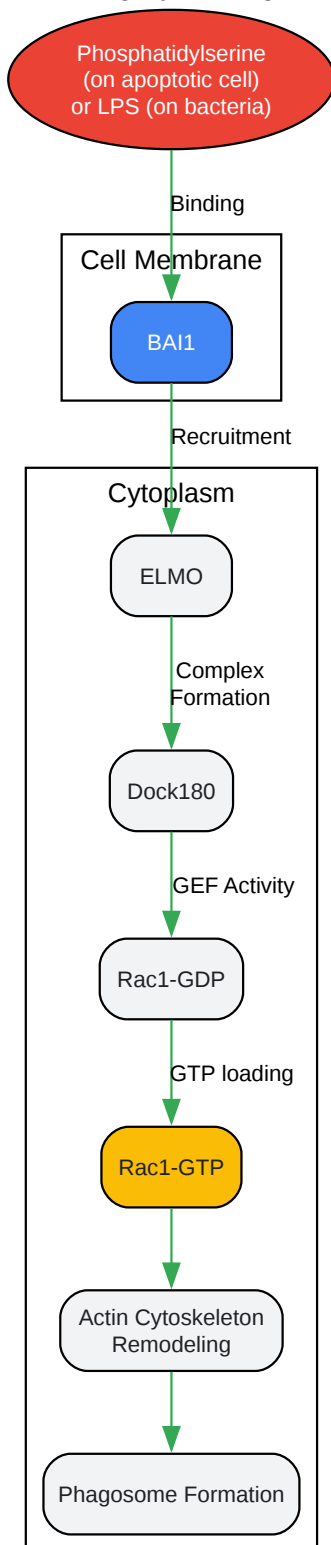 Phosphatidylserine
(on apoptotic cell)
or LPS (on bacteria)
Binding
Cell Membrane
BAI1
Recruitment
Cytoplasm
ELMO
Complex
Formation
Dock180
GEF Activity
Rac1-GDP
GTP loading
Rac1-GTP
Actin Cytoskeleton
Remodeling
Phagosome Formation